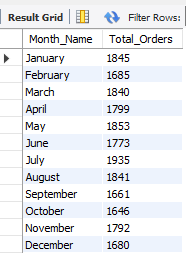 Result Grid Filter Rows:
Month_Name Total_Orders
January 1845
February 1685
March 1840
April 1799
May 1853
June 1773
July 1935
August 1841
September 1661
October 1646
November 1792
December 1680